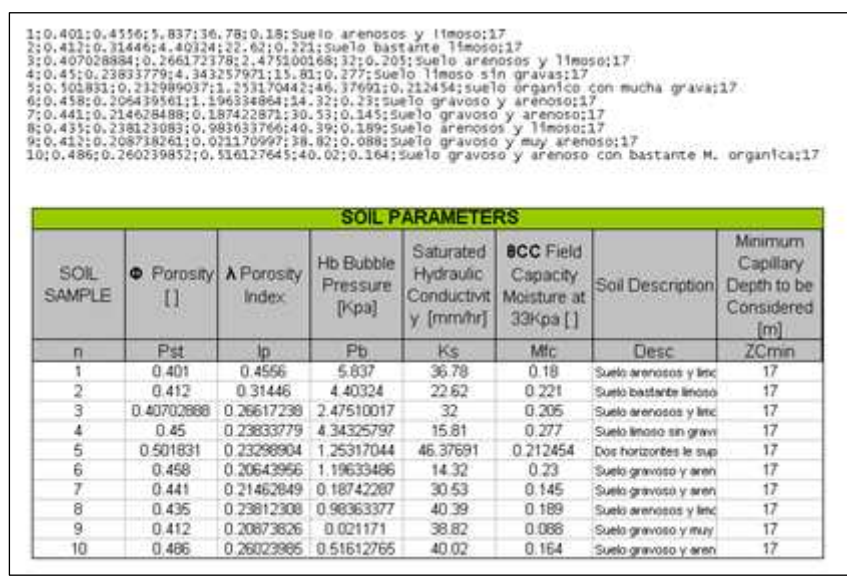 1;0.401;0.4556;5.837;36.78;0.18;Suelo arenosos y limoso;17
2;0.412;0.31446;4.40324;22.62;0.221;Suelo bastante limoso;17
3;0.407028884;0.266172378;2.475100168;32;0.205;Suelo arenosos y limoso;17
4;0.45;0.23833779;4.343257971;15.81;0.277;Suelo limoso sin gravas;17
5;0.501831;0.232989037;1.253170442;46.37691;0.212454;suelo órganico con mucha grava;17
6;0.458;0.206439561;1.196334864;14.32;0.23;Suelo gravoso y arenoso;17
7;0.441;0.214628488;0.187422871;30.53;0.145;Suelo gravoso y arenoso;17
8;0.435;0.238123083;0.983633766;40.39;0.189;Suelo arenosos y limoso;17
9;0.412;0.208738261;0.021170997;38.82;0.088;Suelo gravoso y muy arenoso;17
10;0.486;0.260239852;0.516127645;40.02;0.164;Suelo gravoso y arenoso con bastante M. organica;17
SOIL PARAMETERS
SOIL SAMPLE Φ Porosity [ ] λ Porosity Index Hb Bubble Pressure [Kpa] Saturated Hydraulic Conductivit y [mm/hr] θCC Field Capacity Moisture at 33Kpa [ ] Soil Description Minimum Capillary Depth to be Considered [m]
n Pst Ip Pb Ks Mfc Desc ZCmin
1 0.401 0.4556 5.837 36.78 0.18 Suelo arenosos y limo 17
2 0.412 0.31446 4.40324 22.62 0.221 Suelo bastante limoso 17
3 0.40702888 0.26617238 2.47510017 32 0.205 Suelo arenosos y limo 17
4 0.45 0.23833779 4.34325797 15.81 0.277 Suelo limoso sin grava 17
5 0.501831 0.23298904 1.25317044 46.37691 0.212454 Dos horizontes le sup 17
6 0.458 0.20643956 1.19633486 14.32 0.23 Suelo gravoso y aren 17
7 0.441 0.21462849 0.18742287 30.53 0.145 Suelo gravoso y aren 17
8 0.435 0.23812308 0.98363377 40.39 0.189 Suelo arenosos y limo 17
9 0.412 0.20873826 0.021171 38.82 0.088 Suelo gravoso y muy 17
10 0.486 0.26023985 0.51612765 40.02 0.164 Suelo gravoso y aren 17